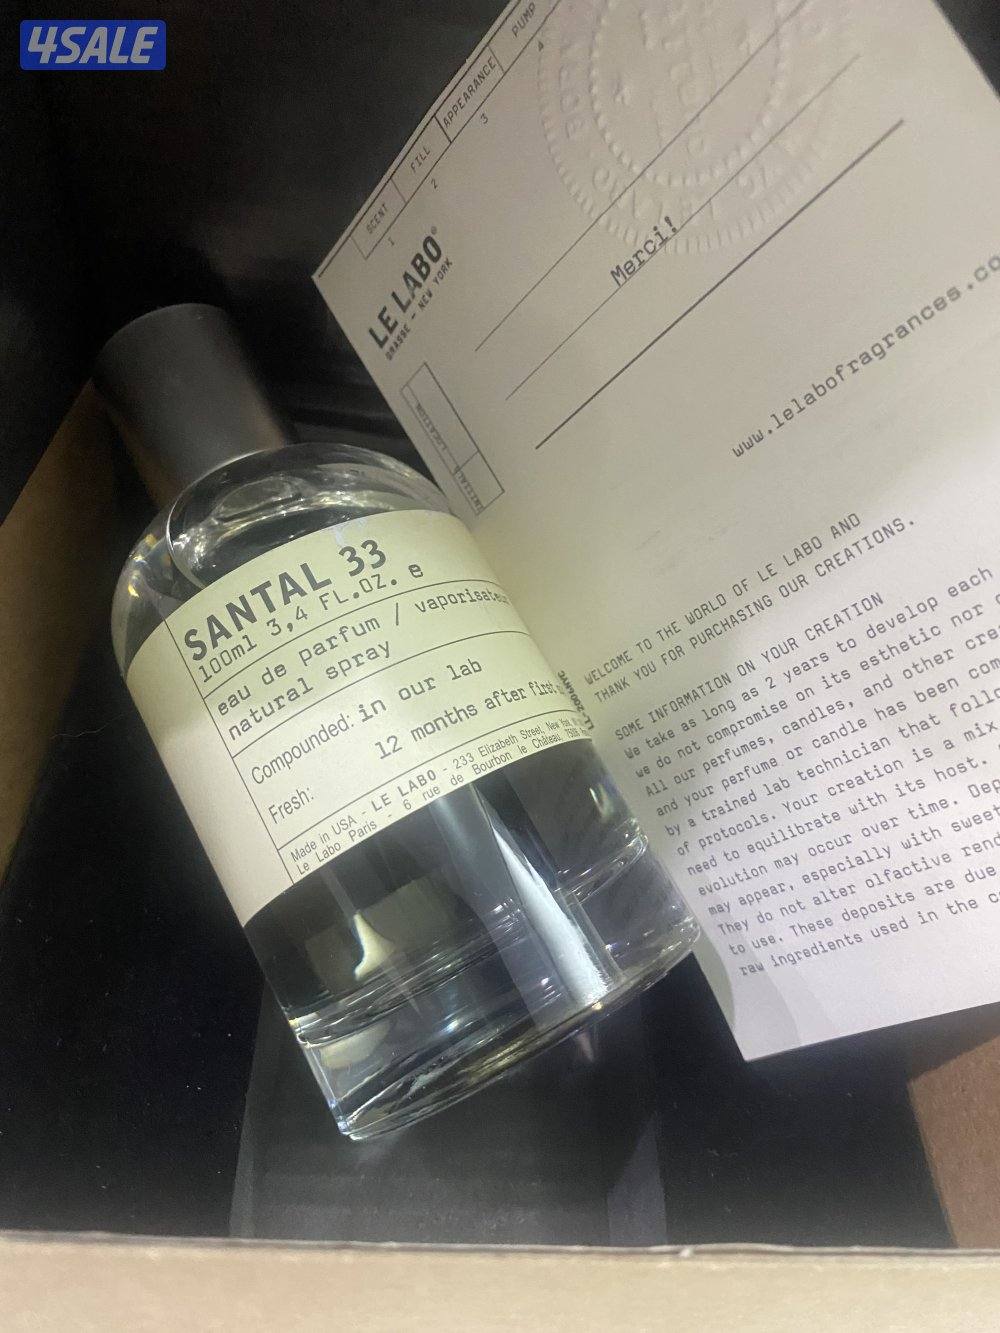 4SALE
SCENT
FILL
APPEARANCE
PUMP
1
2
3
4
LE LABO®
GRASSE - NEW YORK
LOCATION
INITIAL
Merci!
www.lelabofragrances.co
WELCOME TO THE WORLD OF LE LABO AND
THANK YOU FOR PURCHASING OUR CREATIONS.
SOME INFORMATION ON YOUR CREATION
We take as long as 2 years to develop each
we do not compromise on its esthetic nor
All our perfumes, candles, and other cre
and your perfume or candle has been com
by a trained lab technician that follo
of protocols. Your creation is a mix
need to equilibrate with its host.
evolution may occur over time. Dep
may appear, especially with sweet
They do not alter olfactive rend
to use. These deposits are due
raw ingredients used in the c
SANTAL 33
100ml 3,4 FL.OZ. e
eau de parfum / vaporisateu
natural spray
Compounded: in our lab
Fresh: 12 months after first
Made in USA - LE LABO - 233 Elizabeth Street, New York,
Le Labo Paris - 6 rue de Bourbon le Château, 75006